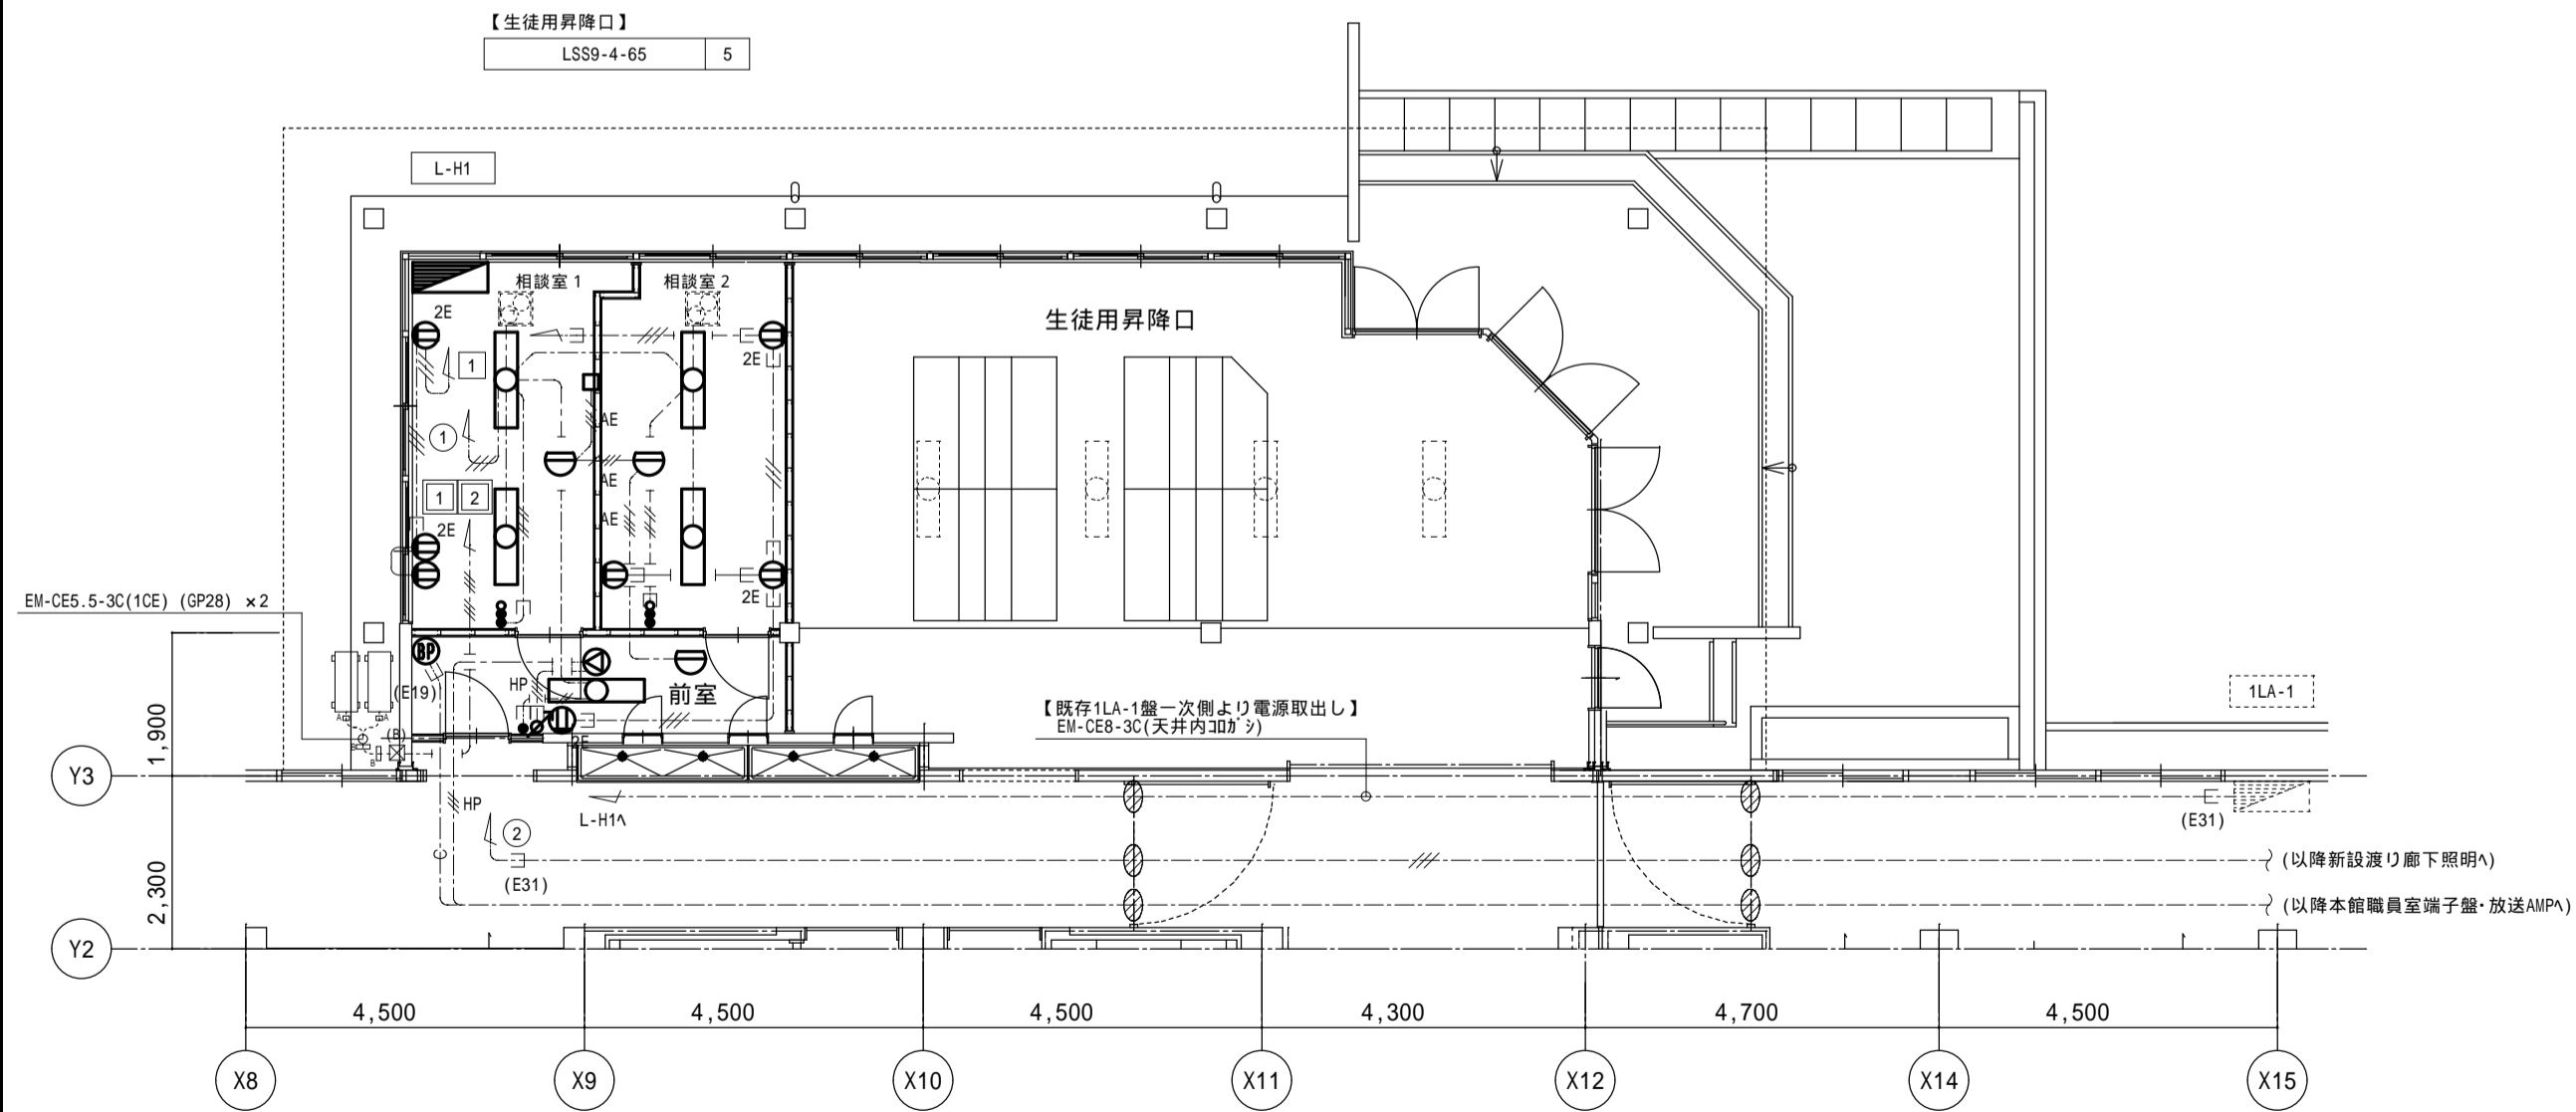 【生徒用昇降口】
LSS9-4-65 5
L-H1
相談室1 相談室2
2E
生徒用昇降口
2E
1
AE
1
AE
1 2
AE
2E
2E
EM-CE5.5-3C(1CE) (GP28) ×2
BP
(E19)
HP
前室
1LA-1
【既存1LA-1盤一次側より電源取出し】
EM-CE8-3C(天井内コロガシ)
1,900
A A
(B)
2E
B
B
Y3
HP
L-H1へ
2
(E31)
(E31)
2,300
(以降新設渡り廊下照明へ)
(以降本館職員室端子盤・放送AMPへ)
Y2
4,500 4,500 4,500 4,300 4,700 4,500
X8 X9 X10 X11 X12 X14 X15